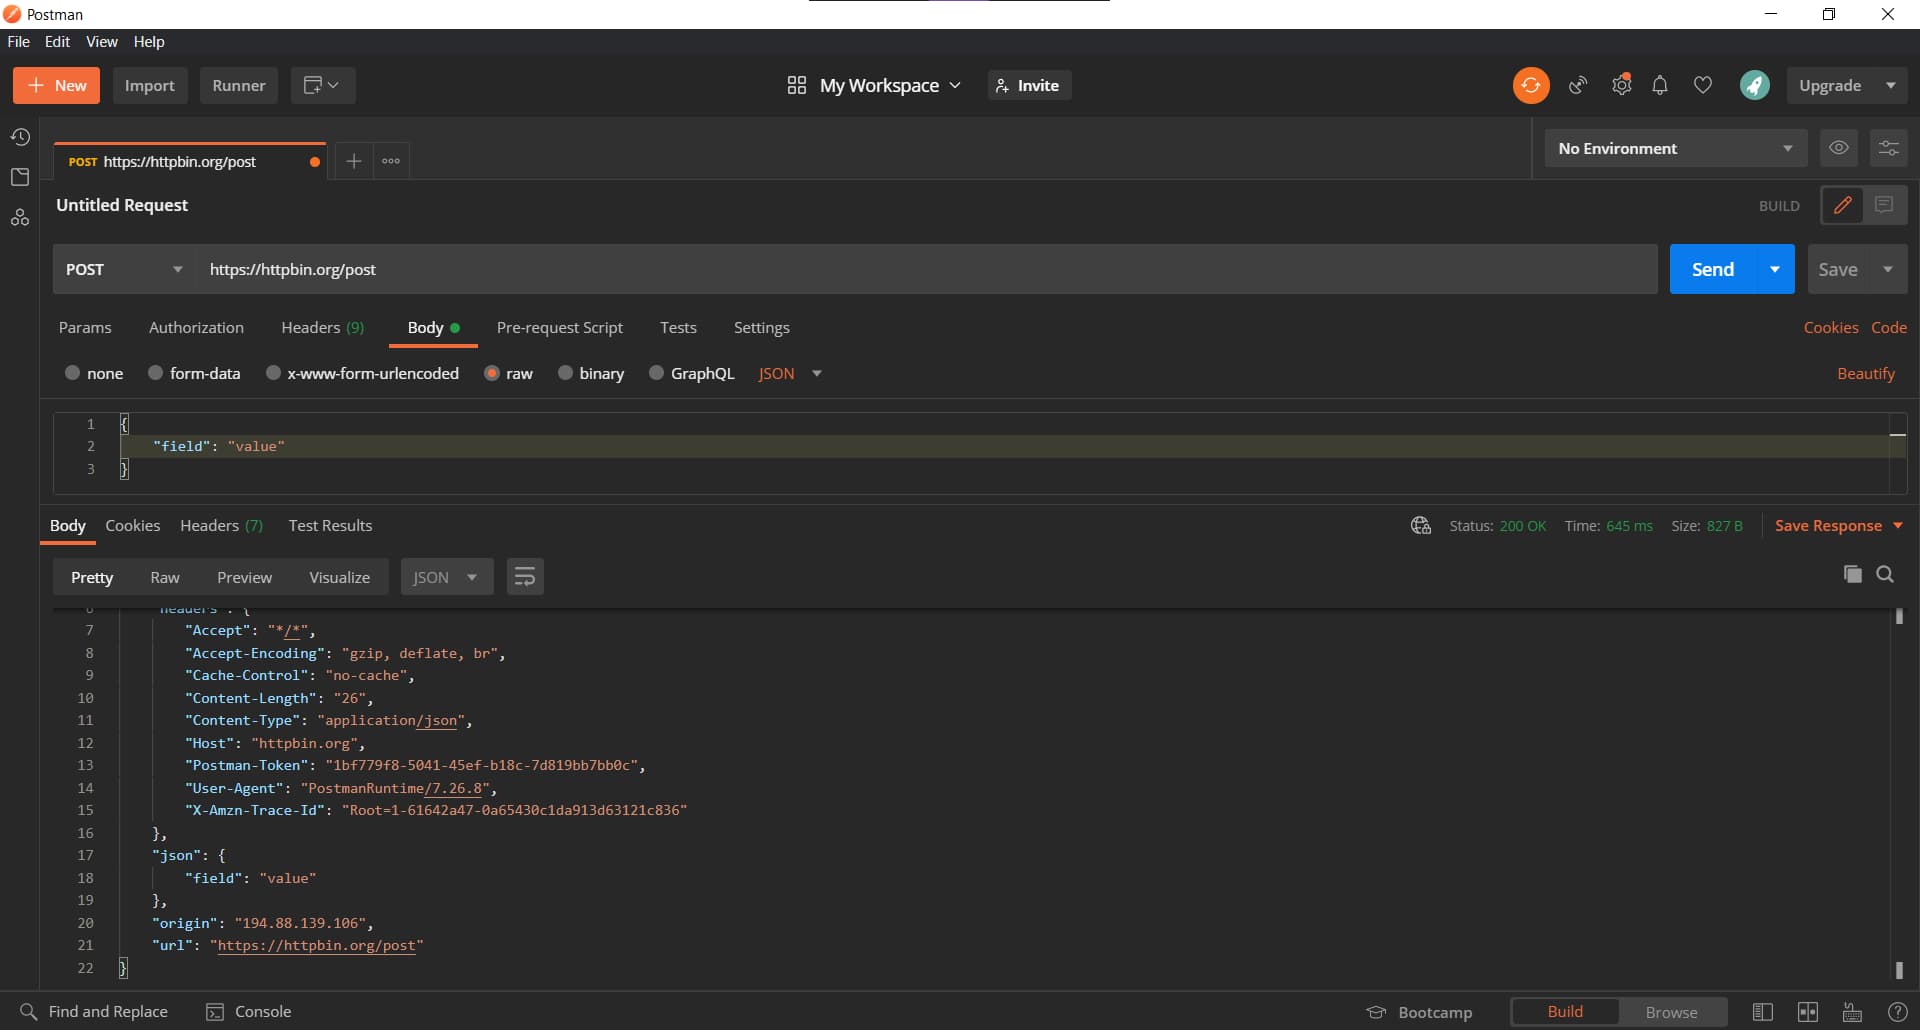 Postman
File Edit View Help
New Import Runner My Workspace Invite Upgrade
POST https://httpbin.org/post No Environment
Untitled Request BUILD
POST https://httpbin.org/post Send Save
Params Authorization Headers (9) Body Pre-request Script Tests Settings Cookies Code
none form-data x-www-form-urlencoded raw binary GraphQL JSON Beautify
1 {
2 "field": "value"
3 }
Body Cookies Headers (7) Test Results Status: 200 OK Time: 645 ms Size: 827 B Save Response
Pretty Raw Preview Visualize JSON
6 "headers": {
7 "Accept": "*/*",
8 "Accept-Encoding": "gzip, deflate, br",
9 "Cache-Control": "no-cache",
10 "Content-Length": "26",
11 "Content-Type": "application/json",
12 "Host": "httpbin.org",
13 "Postman-Token": "1bf779f8-5041-45ef-b18c-7d819bb7bb0c",
14 "User-Agent": "PostmanRuntime/7.26.8",
15 "X-Amzn-Trace-Id": "Root=1-61642a47-0a65430c1da913d63121c836"
16 },
17 "json": {
18 "field": "value"
19 },
20 "origin": "194.88.139.106",
21 "url": "https://httpbin.org/post"
22 }
Find and Replace Console Bootcamp Build Browse